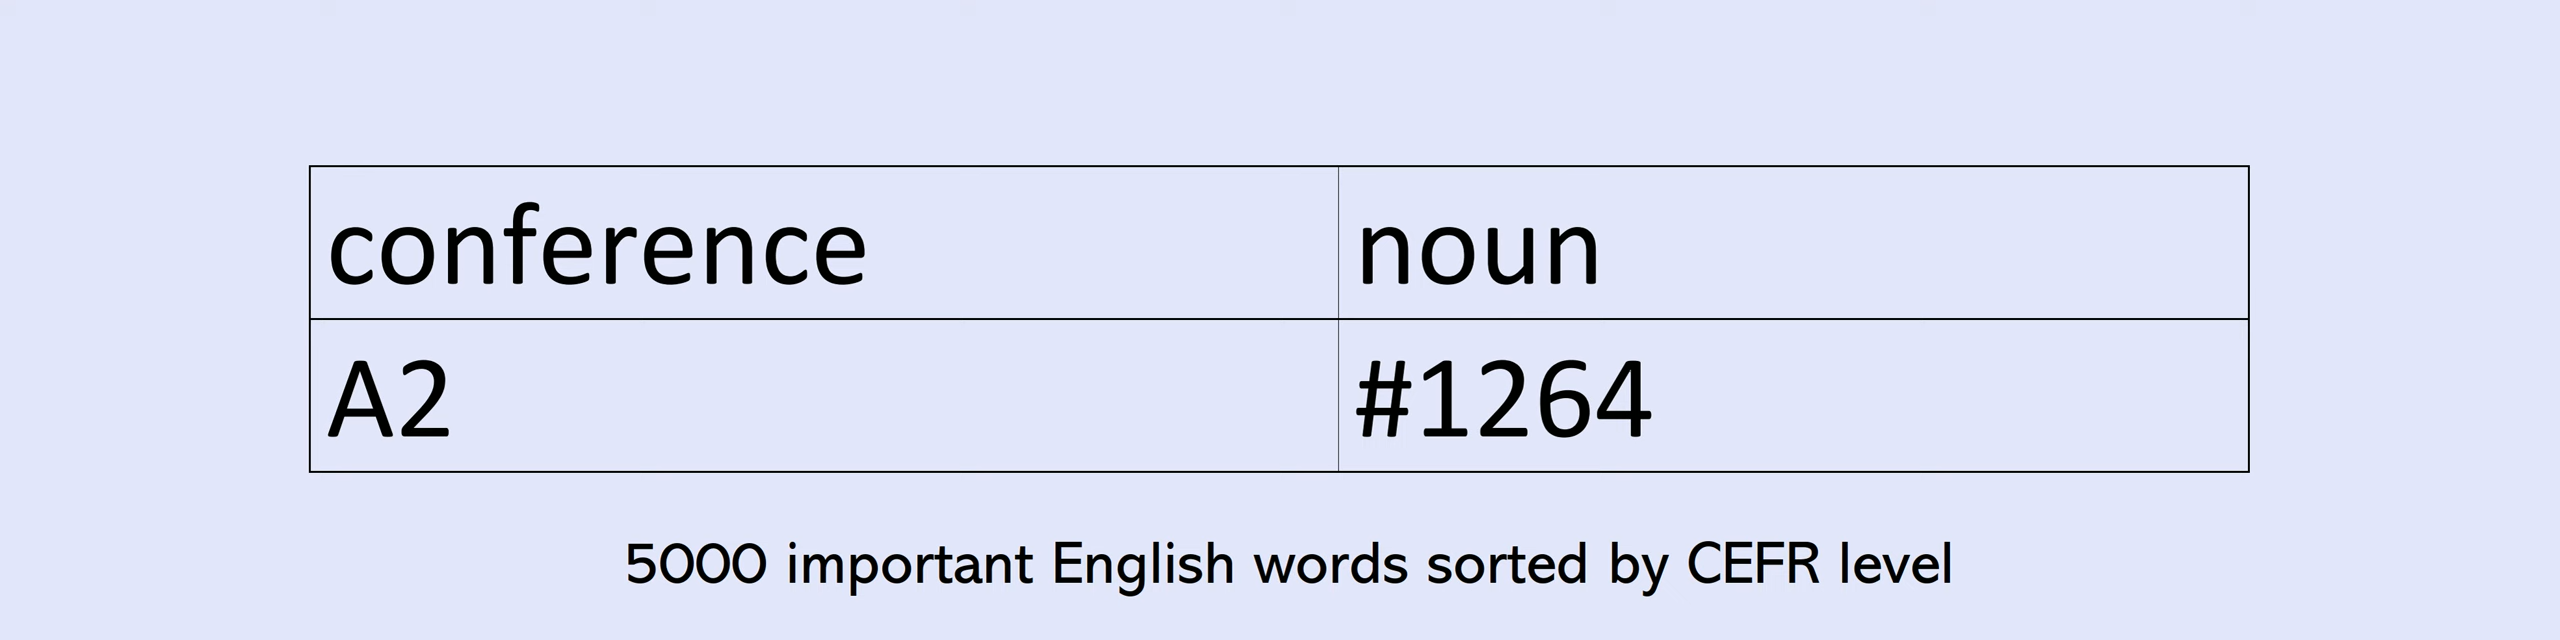 conference noun
A2 #1264
5000 important English words sorted by CEFR level